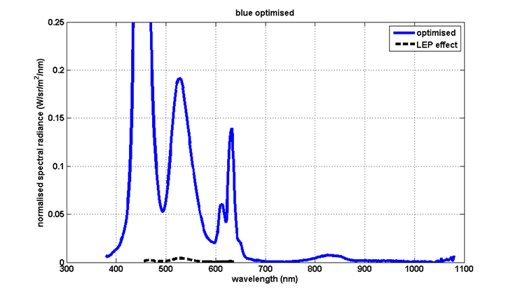 blue optimised
normalised spectral radiance (W/sr/m²/nm)
0.25
0.2
0.15
0.1
0.05
0
300 400 500 600 700 800 900 1000 1100
wavelength (nm)
optimised
LEP effect